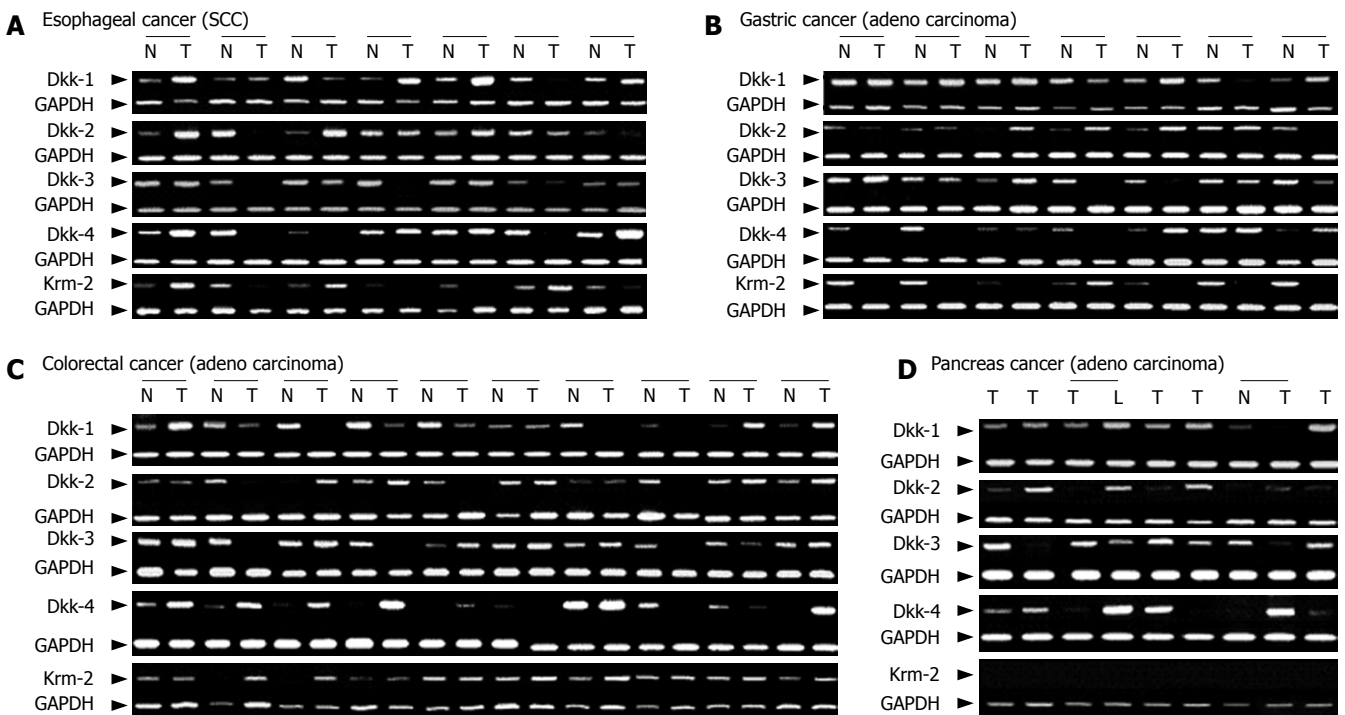 A Esophageal cancer (SCC)
N T N T N T N T N T N T N T
Dkk-1 ►
GAPDH ►
Dkk-2 ►
GAPDH ►
Dkk-3 ►
GAPDH ►
Dkk-4 ►
GAPDH ►
Krm-2 ►
GAPDH ►
B Gastric cancer (adeno carcinoma)
N T N T N T N T N T N T N T
Dkk-1 ►
GAPDH ►
Dkk-2 ►
GAPDH ►
Dkk-3 ►
GAPDH ►
Dkk-4 ►
GAPDH ►
Krm-2 ►
GAPDH ►
C Colorectal cancer (adeno carcinoma)
N T N T N T N T N T N T N T N T N T N T
Dkk-1 ►
GAPDH ►
Dkk-2 ►
GAPDH ►
Dkk-3 ►
GAPDH ►
Dkk-4 ►
GAPDH ►
Krm-2 ►
GAPDH ►
D Pancreas cancer (adeno carcinoma)
T T T L T T N T T
Dkk-1 ►
GAPDH ►
Dkk-2 ►
GAPDH ►
Dkk-3 ►
GAPDH ►
Dkk-4 ►
GAPDH ►
Krm-2 ►
GAPDH ►